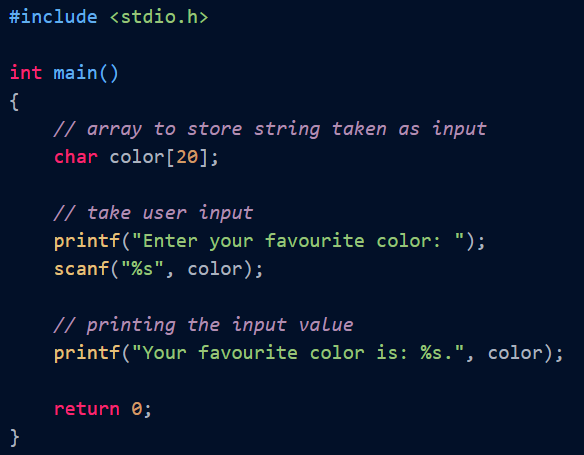 #include <stdio.h>
int main()
{
    // array to store string taken as input
    char color[20];
    // take user input
    printf("Enter your favourite color: ");
    scanf("%s", color);
    // printing the input value
    printf("Your favourite color is: %s.", color);
    return 0;
}